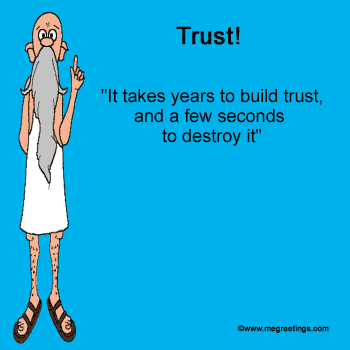 Trust!
"It takes years to build trust,
and a few seconds
to destroy it"
©www.megreetings.com